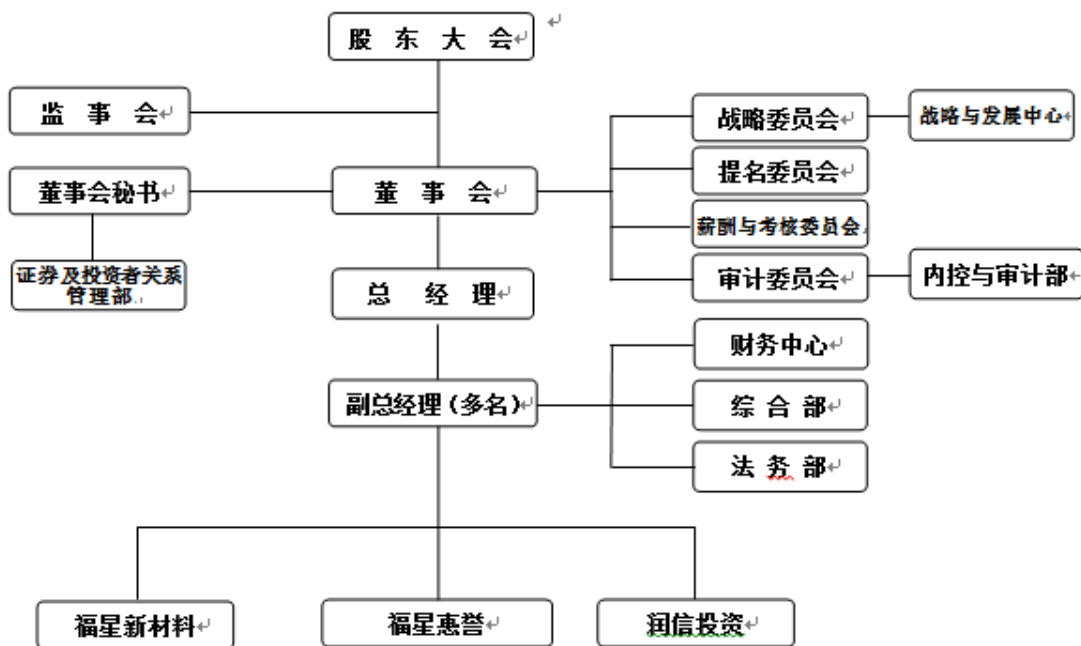 股 东 大 会
监 事 会
战略委员会
战略与发展中心
提名委员会
董事会秘书
董 事 会
薪酬与考核委员会
证券及投资者关系
管理部
总 经 理
审计委员会
内控与审计部
财务中心
副总经理(多名)
综 合 部
法 务 部
福星新材料
福星惠誉
润信投资